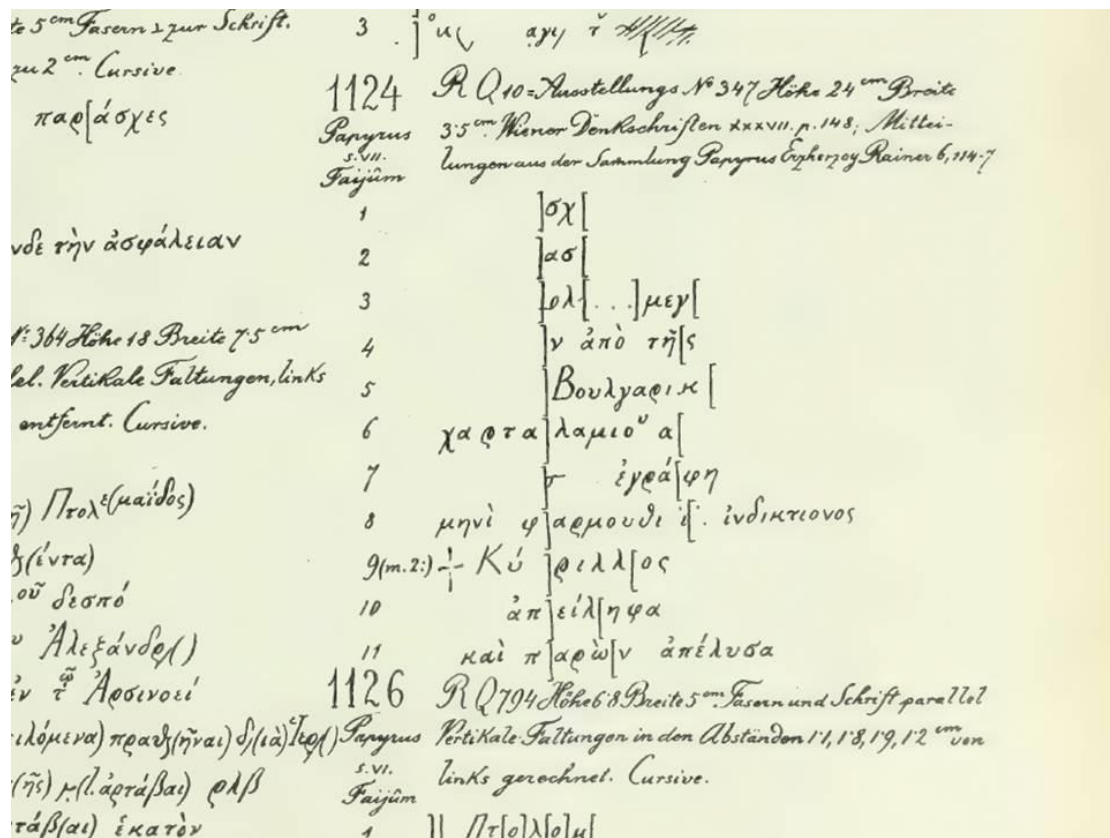 te 5 cm Fasern ⊥ zur Schrift.
zu 2 cm. Cursive
παρ[άσχες
νδε τὴν ἀσφάλειαν
No 364 Höhe 18 Breite 7·5 cm
lel. Vertikale Faltungen, links
entfernt. Cursive.
ῆ) Πτολε(μαΐδος)
(έντα)
οῦ δεσπό
υ Ἀλεξάνδρ()
ἐν τῷ Ἀρσινοεί
ιλόμενα) πραθ(ῆναι) δ(ιὰ) Ἱερ()
(ῆς) (l. ἀρτάβαι) ρλβ
τάβ(αι) ἑκατὸν
3
1124 R Q 10 = Ausstellungs No 347 Höhe 24 cm Breite
Papyrus 3·5 cm. Wiener Denkschriften XXXVII. p. 148; Mittei-
s. VII. Faijûm lungen aus der Sammlung Papyrus Erzherzog Rainer 6, 114-7
1 ]σχ[
2 ]ασ[
3 ]ολ[...]μεγ[
4 ]ν ἀπὸ τῆ[ς
5 ]Βουλγαρικ[
6 χαρτα]λαμιου α[
7 ἐγρά[φη
8 μηνὶ φ]αρμουθι ι[. ἰνδικτιονος
9 (m. 2:) ⳨ Κύ]ριλλ[ος
10 ἀπ]είλ[ηφα
11 καὶ π]αρὼ[ν ἀπέλυσα
1126 R Q 794 Höhe 6·8 Breite 5 cm. Fasern und Schrift parallel
Papyrus Vertikale Faltungen in den Abständen 1·1, 1·8, 1·9, 1·2 cm von
s. VI. Faijûm links gerechnet. Cursive.
1 ]] Πτ[ο]λ[ο]μ[